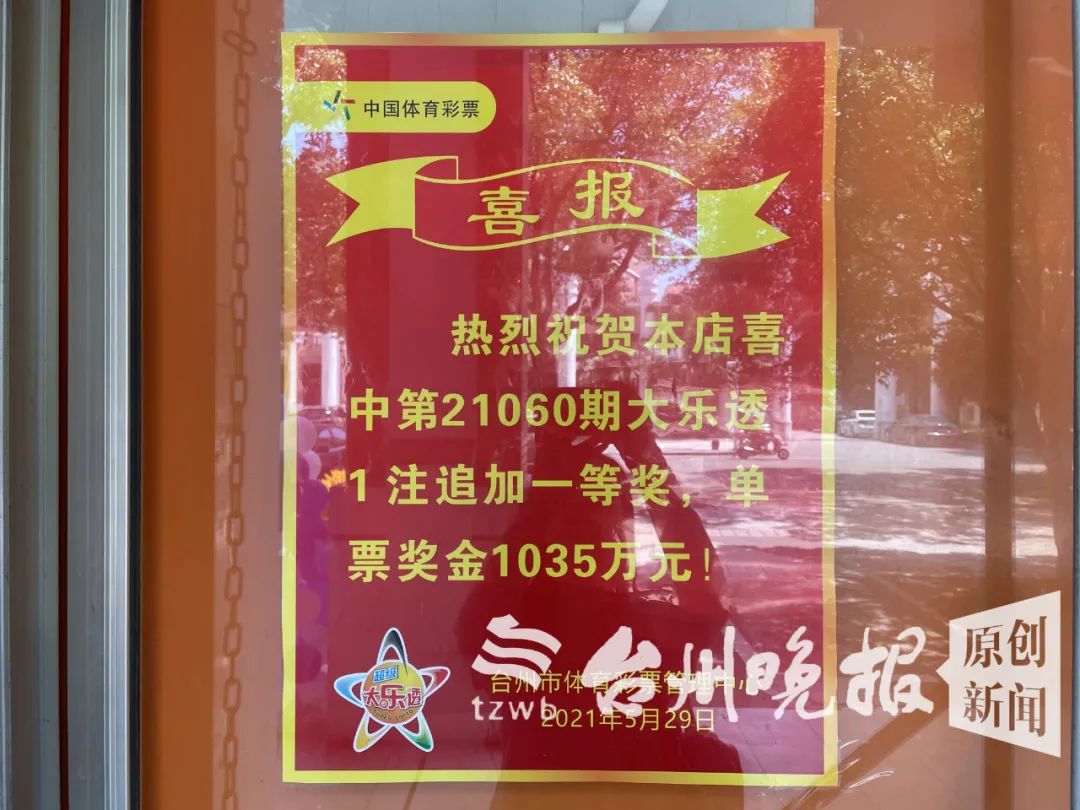 中国体育彩票
喜报
热烈祝贺本店喜
中第21060期大乐透
1注追加一等奖，单
票奖金1035万元！
超级
大乐透
台州市体育彩票管理中心
2021年5月29日
tzwb 台州晚报
原创
新闻